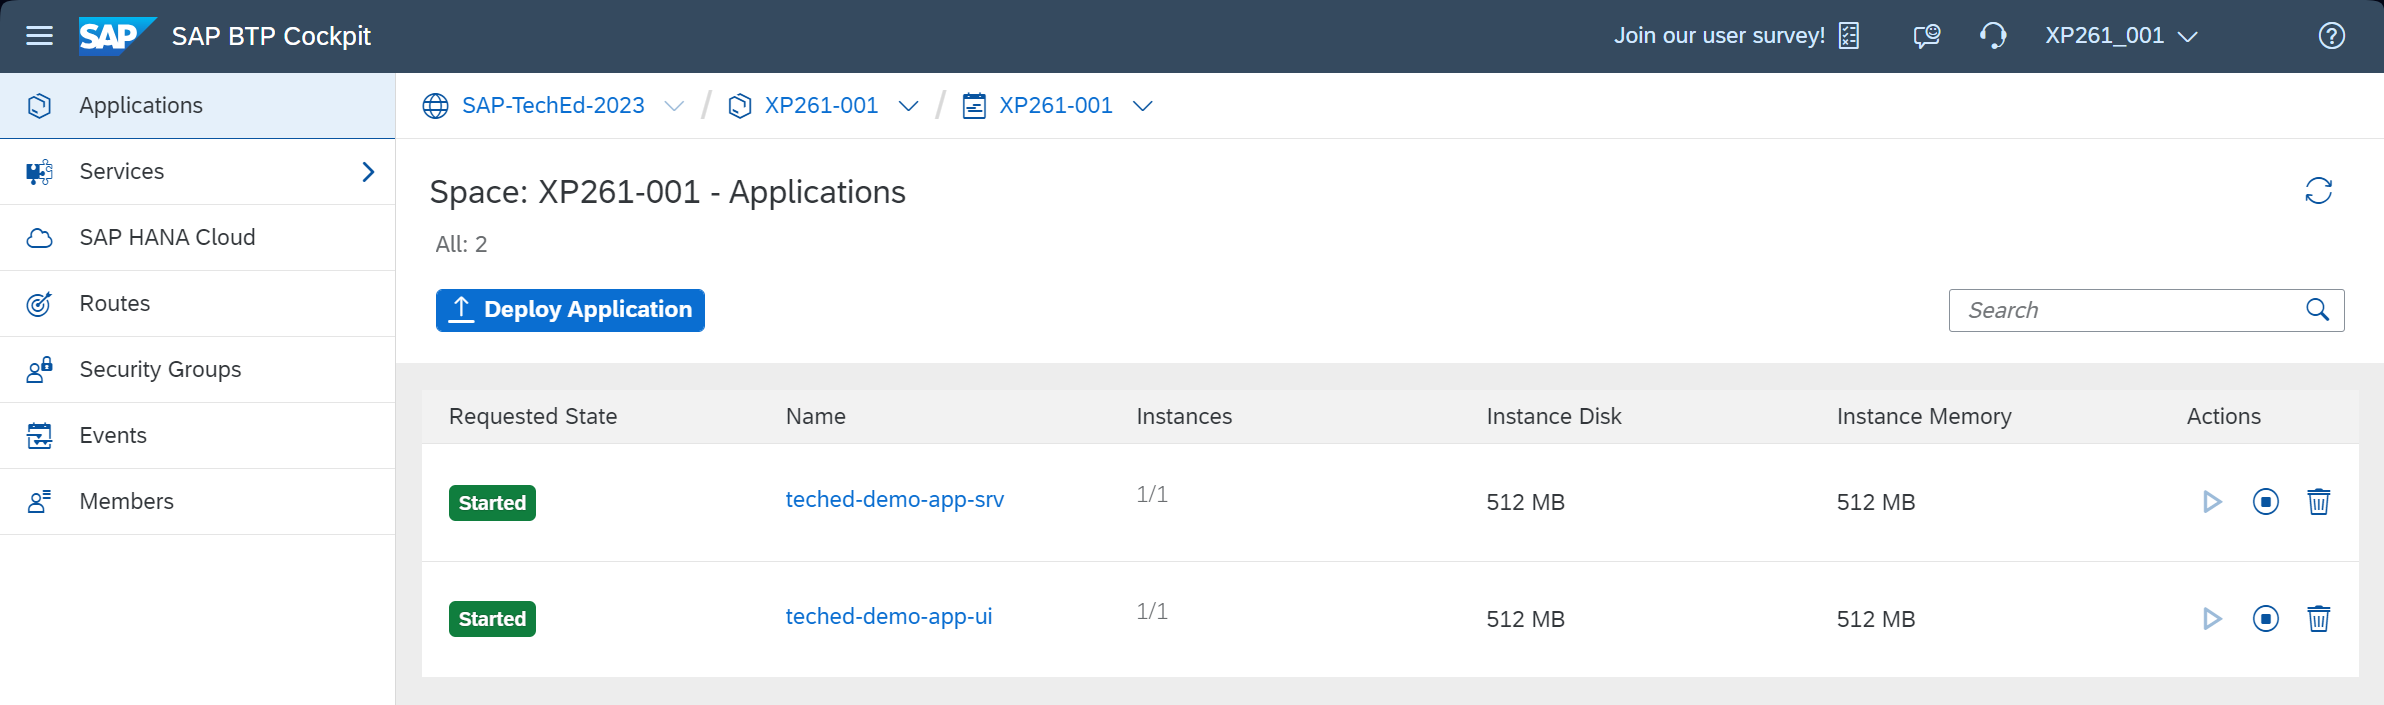 SAP SAP BTP Cockpit Join our user survey! XP261_001
Applications SAP-TechEd-2023 / XP261-001 / XP261-001
Services
SAP HANA Cloud
Routes
Security Groups
Events
Members
Space: XP261-001 - Applications
All: 2
Deploy Application Search
Requested State Name Instances Instance Disk Instance Memory Actions
Started teched-demo-app-srv 1/1 512 MB 512 MB
Started teched-demo-app-ui 1/1 512 MB 512 MB